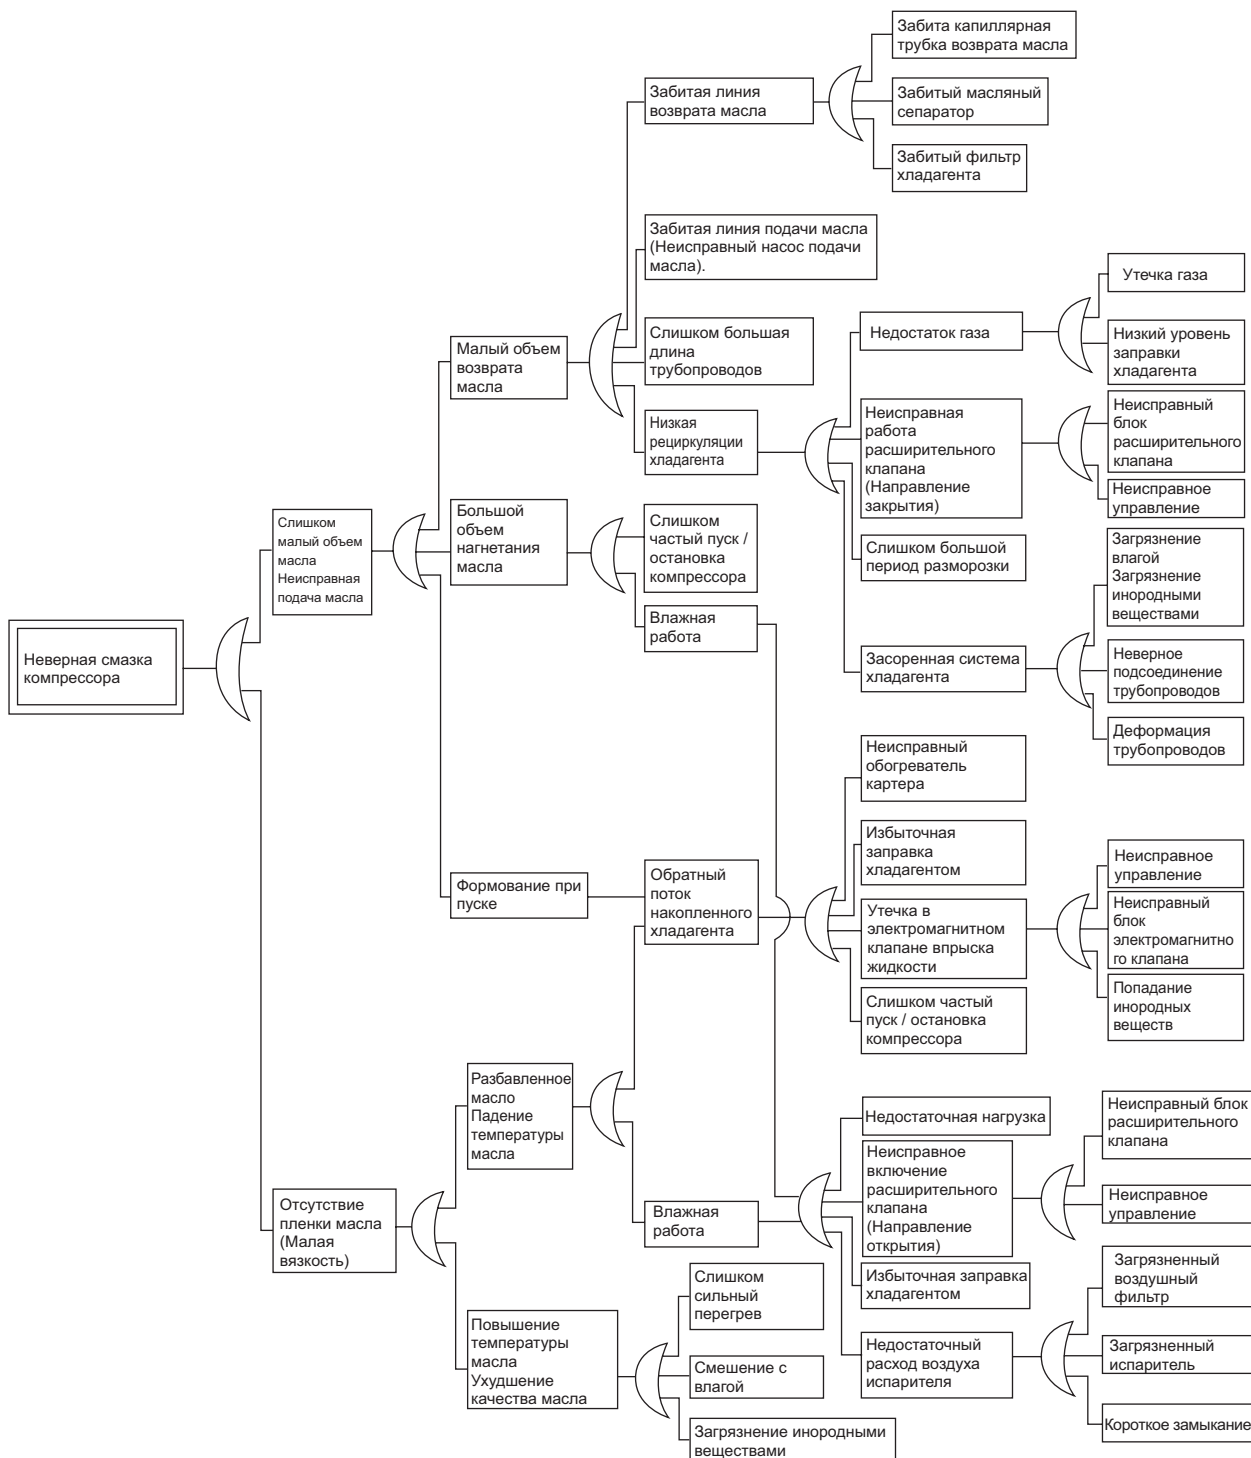 Неверная смазка
компрессора
Слишком
малый объем
масла
Неисправная
подача масла
Отсутствие
пленки масла
(Малая
вязкость)
Малый объем
возврата
масла
Большой
объем
нагнетания
масла
Формование при
пуске
Разбавленное
масло
Падение
температуры
масла
Повышение
температуры
масла
Ухудшение
качества масла
Забитая линия
возврата масла
Забитая линия подачи масла
(Неисправный насос подачи
масла).
Слишком большая
длина
трубопроводов
Низкая
рециркуляции
хладагента
Слишком
частый пуск /
остановка
компрессора
Влажная
работа
Обратный
поток
накопленного
хладагента
Влажная
работа
Слишком
сильный
перегрев
Смешение с
влагой
Загрязнение инородными
веществами
Забита капиллярная
трубка возврата масла
Забитый масляный
сепаратор
Забитый фильтр
хладагента
Недостаток газа
Неисправная
работа
расширительного
клапана
(Направление
закрытия)
Слишком большой
период разморозки
Засоренная система
хладагента
Неисправный
обогреватель
картера
Избыточная
заправка
хладагентом
Утечка в
электромагнитном
клапане впрыска
жидкости
Слишком частый
пуск / остановка
компрессора
Недостаточная нагрузка
Неисправное
включение
расширительного
клапана
(Направление
открытия)
Избыточная заправка
хладагентом
Недостаточный
расход воздуха
испарителя
Утечка газа
Низкий уровень
заправки
хладагента
Неисправный
блок
расширительного
клапана
Неисправное
управление
Загрязнение
влагой
Загрязнение
инородными
веществами
Неверное
подсоединение
трубопроводов
Деформация
трубопроводов
Неисправное
управление
Неисправный
блок
электромагнитно
го клапана
Попадание
инородных
веществ
Неисправный блок
расширительного
клапана
Неисправное
управление
Загрязненный
воздушный
фильтр
Загрязненный
испаритель
Короткое замыкание